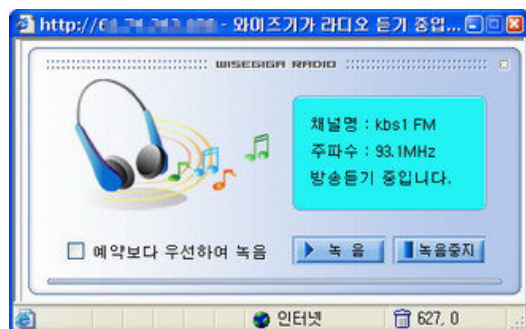 http://6 - 와이즈기가 라디오 듣기 중입...
WISEGIGA RADIO
채널명 : kbs1 FM
주파수 : 93.1MHz
방송듣기 중입니다.
예약보다 우선하여 녹음
녹 음
녹음중지
인터넷
627, 0